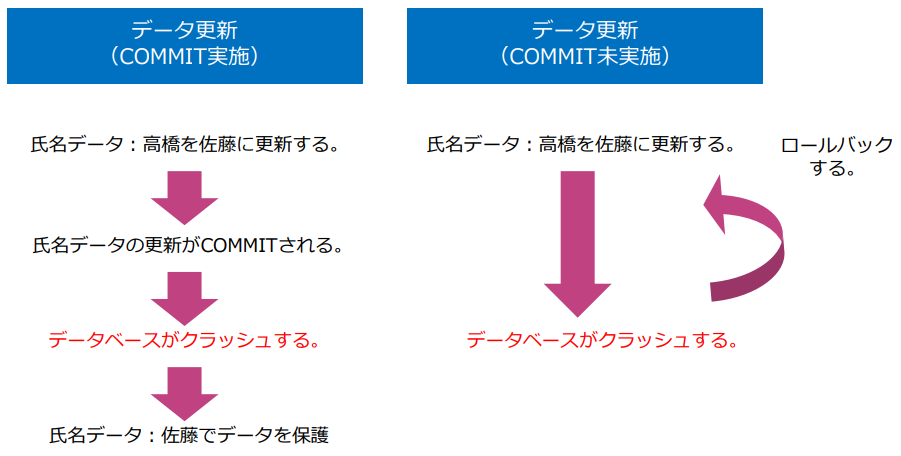 データ更新
（COMMIT実施）
氏名データ：高橋を佐藤に更新する。
氏名データの更新がCOMMITされる。
データベースがクラッシュする。
氏名データ：佐藤でデータを保護
データ更新
（COMMIT未実施）
氏名データ：高橋を佐藤に更新する。
データベースがクラッシュする。
ロールバック
する。